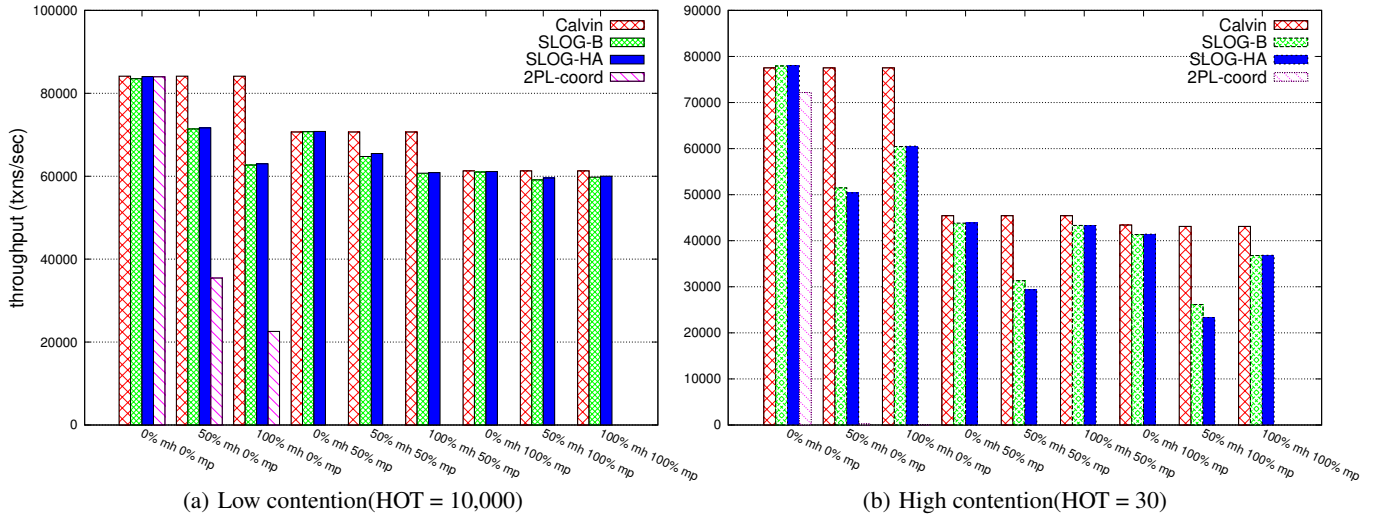 throughput (txns/sec)
100000
80000
60000
40000
20000
0
Calvin
SLOG-B
SLOG-HA
2PL-coord
0% mh 0% mp
50% mh 0% mp
100% mh 0% mp
0% mh 50% mp
50% mh 50% mp
100% mh 50% mp
0% mh 100% mp
50% mh 100% mp
100% mh 100% mp
(a) Low contention(HOT = 10,000)
90000
80000
70000
60000
50000
40000
30000
20000
10000
0
Calvin
SLOG-B
SLOG-HA
2PL-coord
0% mh 0% mp
50% mh 0% mp
100% mh 0% mp
0% mh 50% mp
50% mh 50% mp
100% mh 50% mp
0% mh 100% mp
50% mh 100% mp
100% mh 100% mp
(b) High contention(HOT = 30)